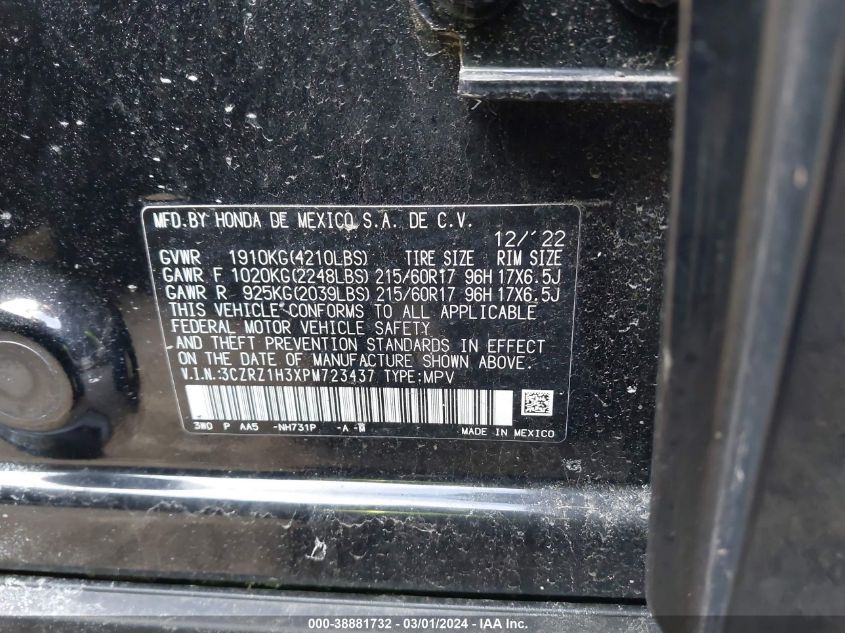 MFD.BY HONDA DE MEXICO S.A. DE C.V.
12/'22
GVWR 1910KG(4210LBS) TIRE SIZE RIM SIZE
GAWR F 1020KG(2248LBS) 215/60R17 96H 17X6.5J
GAWR R 925KG(2039LBS) 215/60R17 96H 17X6.5J
THIS VEHICLE CONFORMS TO ALL APPLICABLE
FEDERAL MOTOR VEHICLE SAFETY
AND THEFT PREVENTION STANDARDS IN EFFECT
ON THE DATE OF MANUFACTURE SHOWN ABOVE.
V.I.N.:3CZRZ1H3XPM723437 TYPE:MPV
3W0 P AA5 -NH731P -A- MADE IN MEXICO
000-38881732 - 03/01/2024 - IAA Inc.